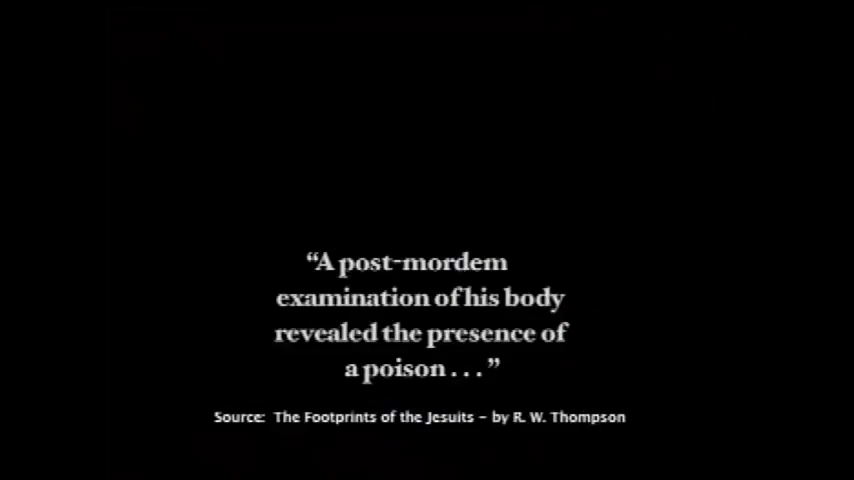 “A post-mordem
examination of his body
revealed the presence of
a poison . . . ”
Source:  The Footprints of the Jesuits – by R. W. Thompson